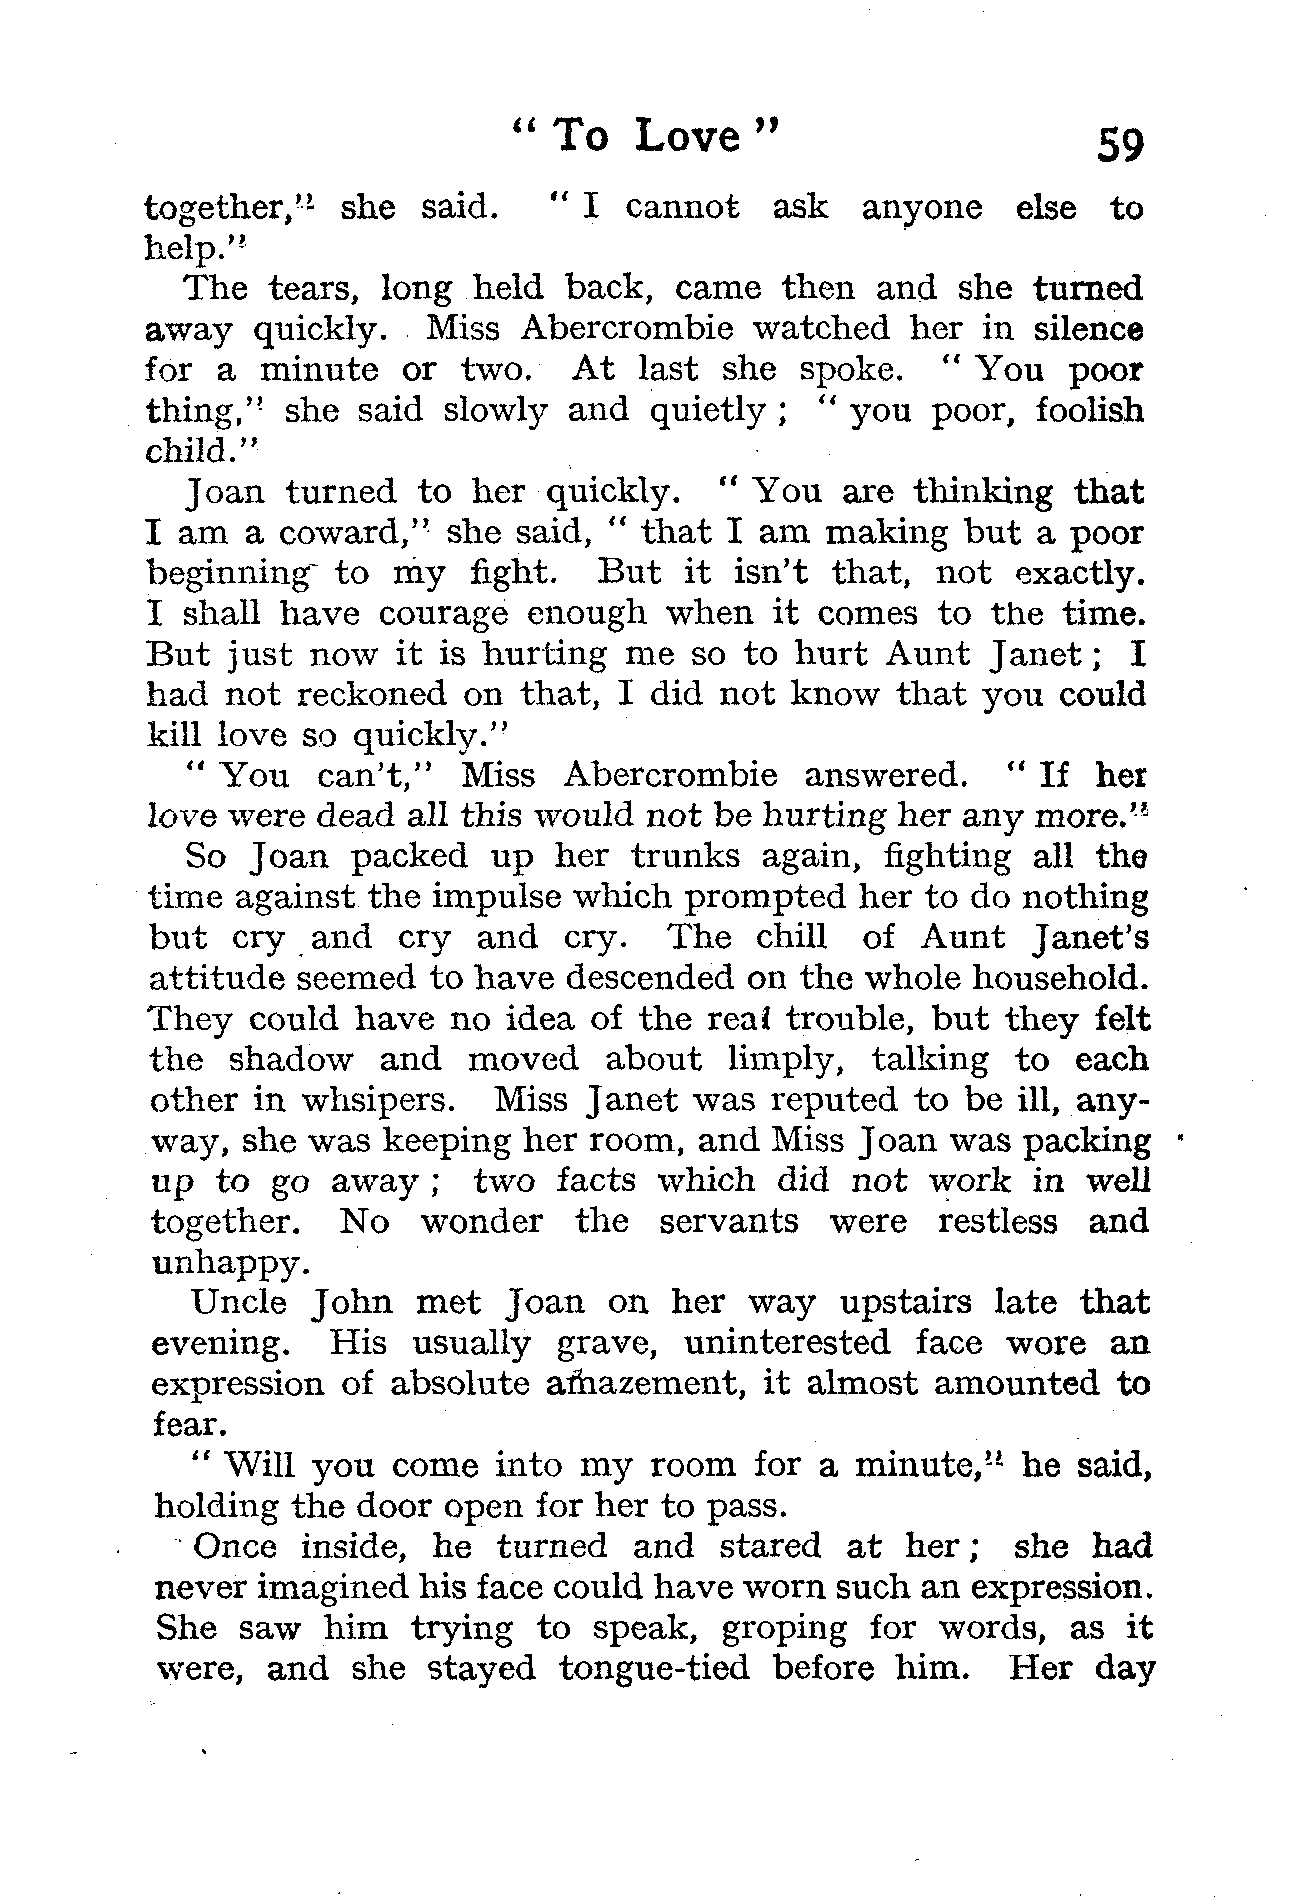 “ To Love ” 59
together,” she said. “ I cannot ask anyone else to
help.”
The tears, long held back, came then and she turned
away quickly. Miss Abercrombie watched her in silence
for a minute or two. At last she spoke. “ You poor
thing,” she said slowly and quietly ; “ you poor, foolish
child.”
Joan turned to her quickly. “ You are thinking that
I am a coward,” she said, “ that I am making but a poor
beginning to my fight. But it isn’t that, not exactly.
I shall have courage enough when it comes to the time.
But just now it is hurting me so to hurt Aunt Janet ; I
had not reckoned on that, I did not know that you could
kill love so quickly.”
“ You can’t,” Miss Abercrombie answered. “ If her
love were dead all this would not be hurting her any more.”
So Joan packed up her trunks again, fighting all the
time against the impulse which prompted her to do nothing
but cry and cry and cry. The chill of Aunt Janet’s
attitude seemed to have descended on the whole household.
They could have no idea of the real trouble, but they felt
the shadow and moved about limply, talking to each
other in whsipers. Miss Janet was reputed to be ill, any-
way, she was keeping her room, and Miss Joan was packing
up to go away ; two facts which did not work in well
together. No wonder the servants were restless and
unhappy.
Uncle John met Joan on her way upstairs late that
evening. His usually grave, uninterested face wore an
expression of absolute amazement, it almost amounted to
fear.
“ Will you come into my room for a minute,” he said,
holding the door open for her to pass.
Once inside, he turned and stared at her ; she had
never imagined his face could have worn such an expression.
She saw him trying to speak, groping for words, as it
were, and she stayed tongue-tied before him. Her day